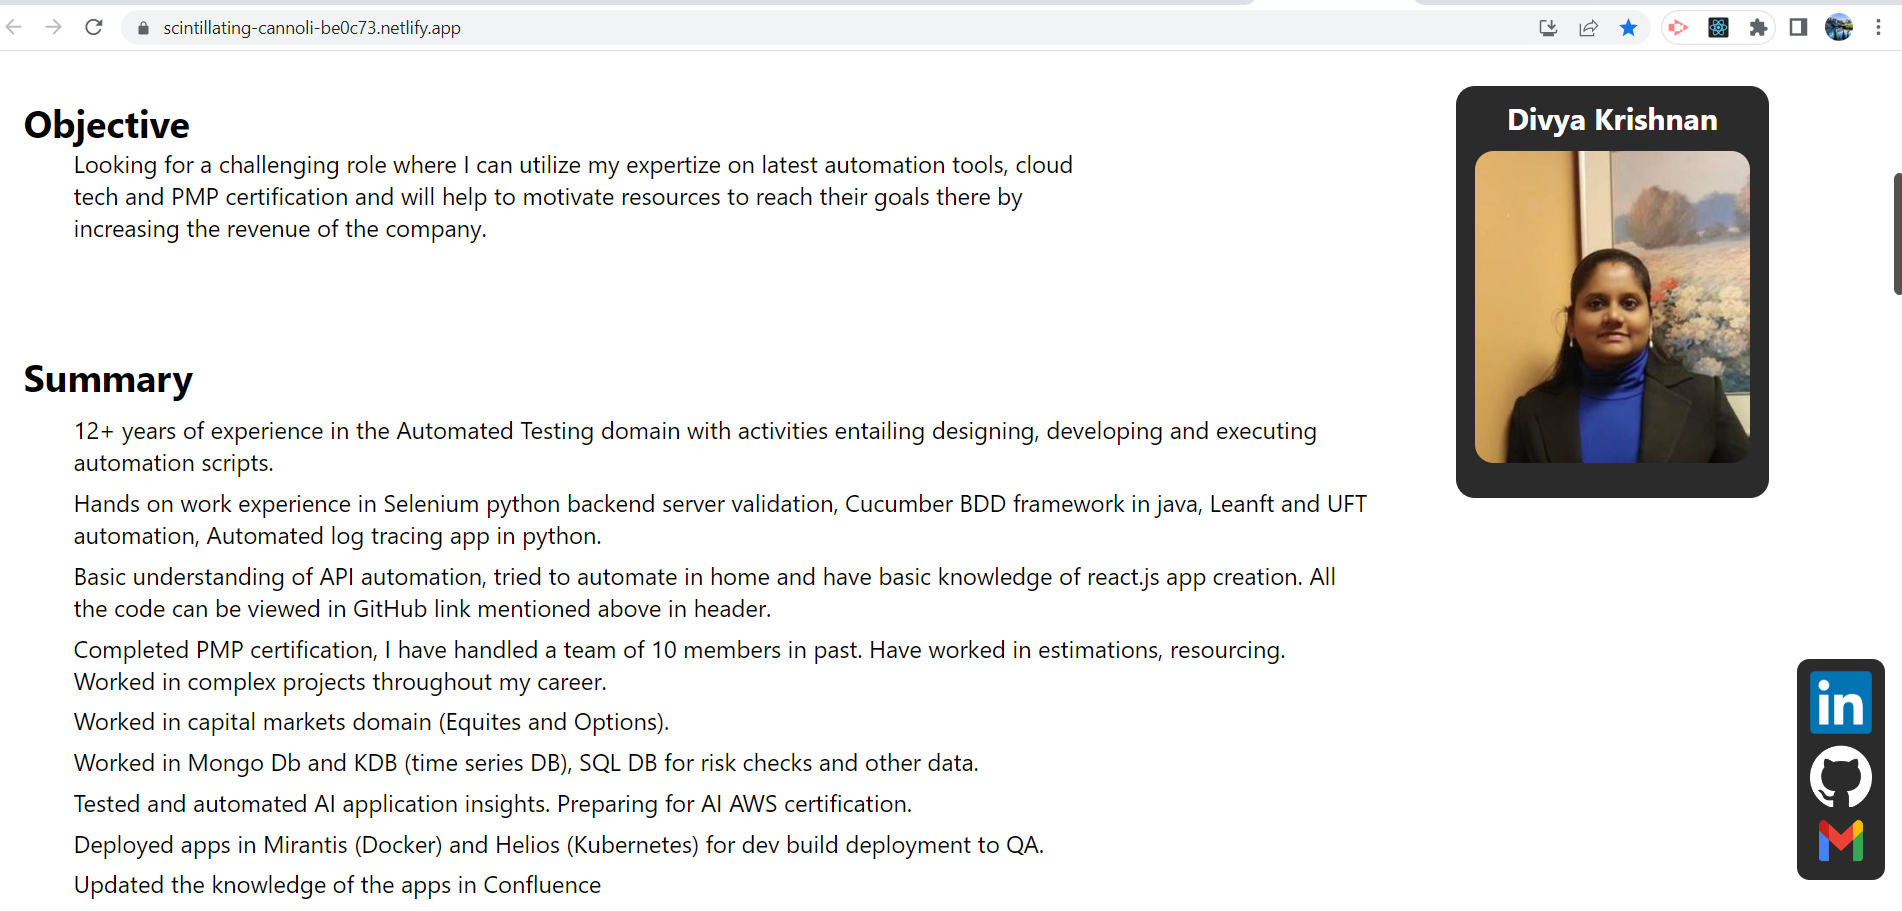 scintillating-cannoli-be0c73.netlify.app
Objective
Looking for a challenging role where I can utilize my expertize on latest automation tools, cloud
tech and PMP certification and will help to motivate resources to reach their goals there by
increasing the revenue of the company.
Divya Krishnan
Summary
12+ years of experience in the Automated Testing domain with activities entailing designing, developing and executing
automation scripts.
Hands on work experience in Selenium python backend server validation, Cucumber BDD framework in java, Leanft and UFT
automation, Automated log tracing app in python.
Basic understanding of API automation, tried to automate in home and have basic knowledge of react.js app creation. All
the code can be viewed in GitHub link mentioned above in header.
Completed PMP certification, I have handled a team of 10 members in past. Have worked in estimations, resourcing.
Worked in complex projects throughout my career.
Worked in capital markets domain (Equites and Options).
Worked in Mongo Db and KDB (time series DB), SQL DB for risk checks and other data.
Tested and automated AI application insights. Preparing for AI AWS certification.
Deployed apps in Mirantis (Docker) and Helios (Kubernetes) for dev build deployment to QA.
Updated the knowledge of the apps in Confluence
in